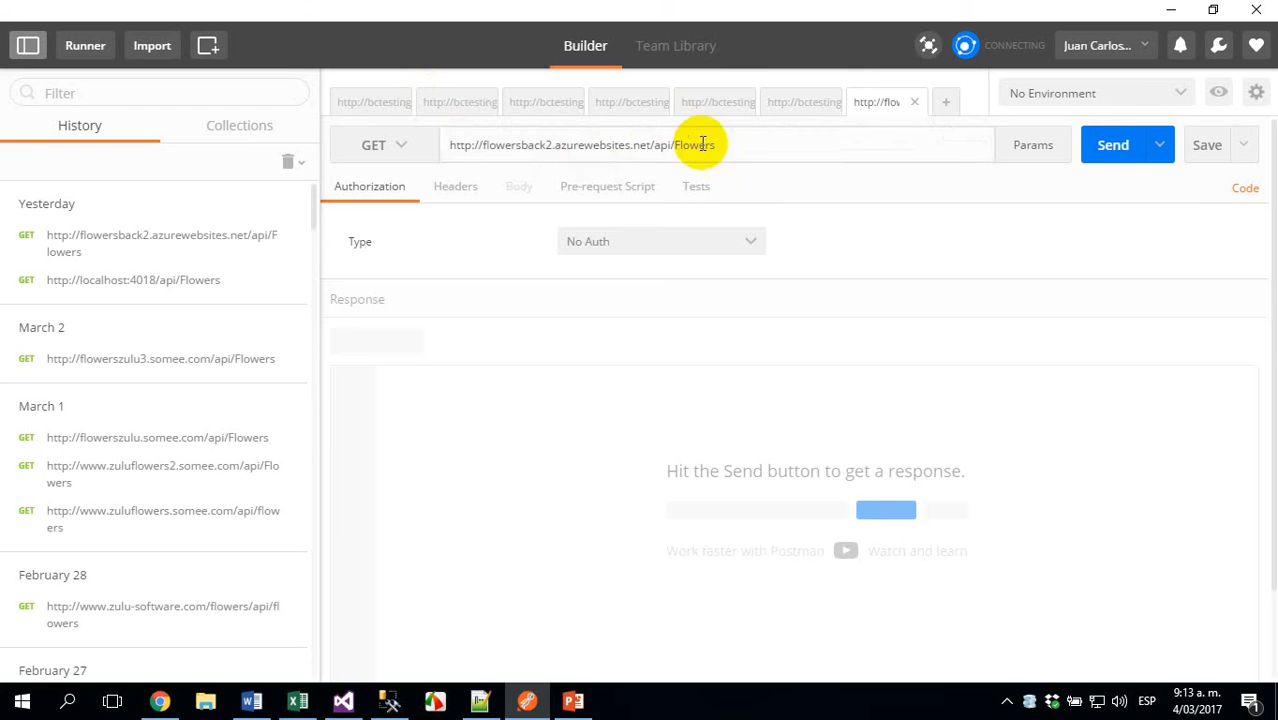 Runner
Import
Builder
Team Library
CONNECTING
Juan Carlos...
Filter
http://bctesting
http://bctesting
http://bctesting
http://bctesting
http://bctesting
http://bctesting
http://flow
No Environment
History
Collections
GET
http://flowersback2.azurewebsites.net/api/Flowers
Params
Send
Save
Authorization
Headers
Body
Pre-request Script
Tests
Code
Yesterday
GET http://flowersback2.azurewebsites.net/api/F
lowers
GET http://localhost:4018/api/Flowers
March 2
GET http://flowerszulu3.somee.com/api/Flowers
March 1
GET http://flowerszulu.somee.com/api/Flowers
GET http://www.zuluflowers2.somee.com/api/Flo
wers
GET http://www.zuluflowers.somee.com/api/flow
ers
February 28
GET http://www.zulu-software.com/flowers/api/fl
owers
February 27
Type
No Auth
Response
Hit the Send button to get a response.
Work faster with Postman
Watch and learn
ESP
9:13 a. m.
4/03/2017
1